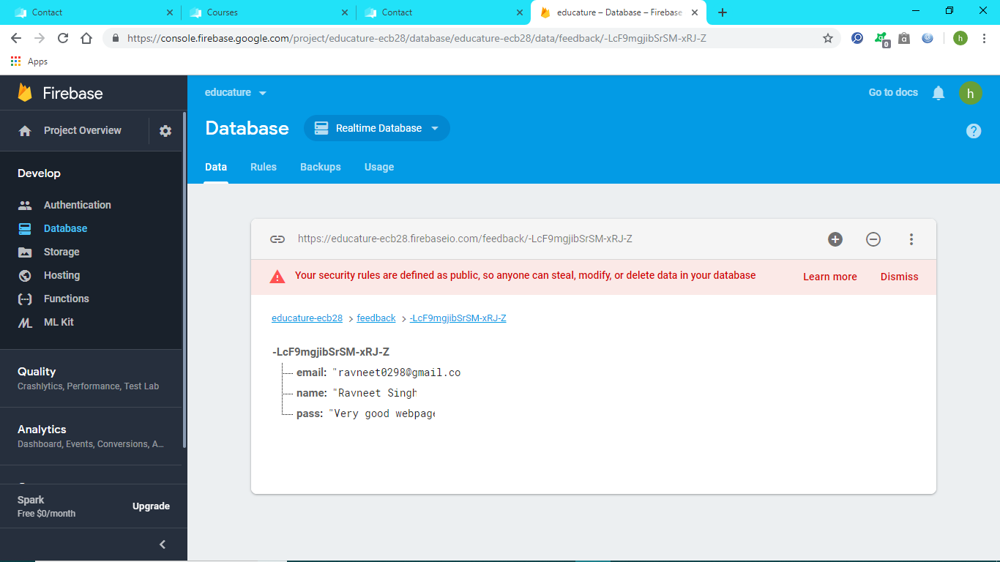 Contact
Courses
Contact
educature – Database – Firebase
https://console.firebase.google.com/project/educature-ecb28/database/educature-ecb28/data/feedback/-LcF9mgjibSrSM-xRJ-Z
0
a
h
Apps
Firebase
Project Overview
Develop
Authentication
Database
Storage
Hosting
Functions
ML Kit
Quality
Crashlytics, Performance, Test Lab
Analytics
Dashboard, Events, Conversions, A...
Spark
Free $0/month
Upgrade
educature
Go to docs
h
Database
Realtime Database
?
Data
Rules
Backups
Usage
https://educature-ecb28.firebaseio.com/feedback/-LcF9mgjibSrSM-xRJ-Z
Your security rules are defined as public, so anyone can steal, modify, or delete data in your database
Learn more
Dismiss
educature-ecb28 > feedback > -LcF9mgjibSrSM-xRJ-Z
-LcF9mgjibSrSM-xRJ-Z
email: "ravneet0298@gmail.co
name: "Ravneet Singh
pass: "Very good webpage